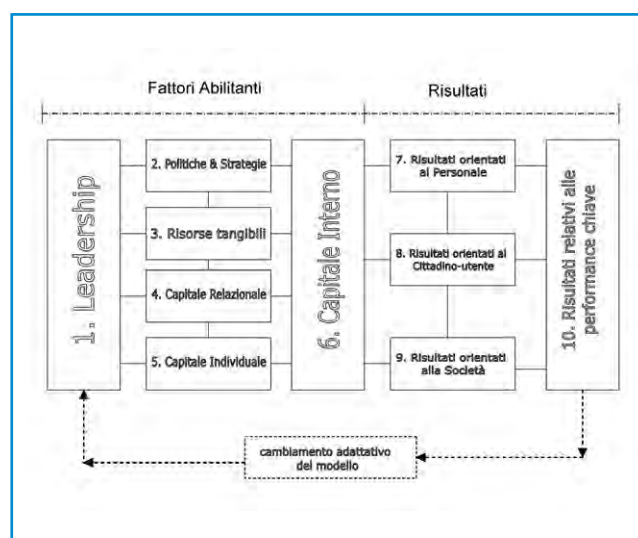 Fattori Abilitanti
Risultati
1. Leadership
2. Politiche & Strategie
3. Risorse tangibili
4. Capitale Relazionale
5. Capitale Individuale
6. Capitale Interno
7. Risultati orientati
al Personale
8. Risultati orientati al
Cittadino-utente
9. Risultati orientati
alla Società
10. Risultati relativi alle
performance chiave
cambiamento adattativo
del modello